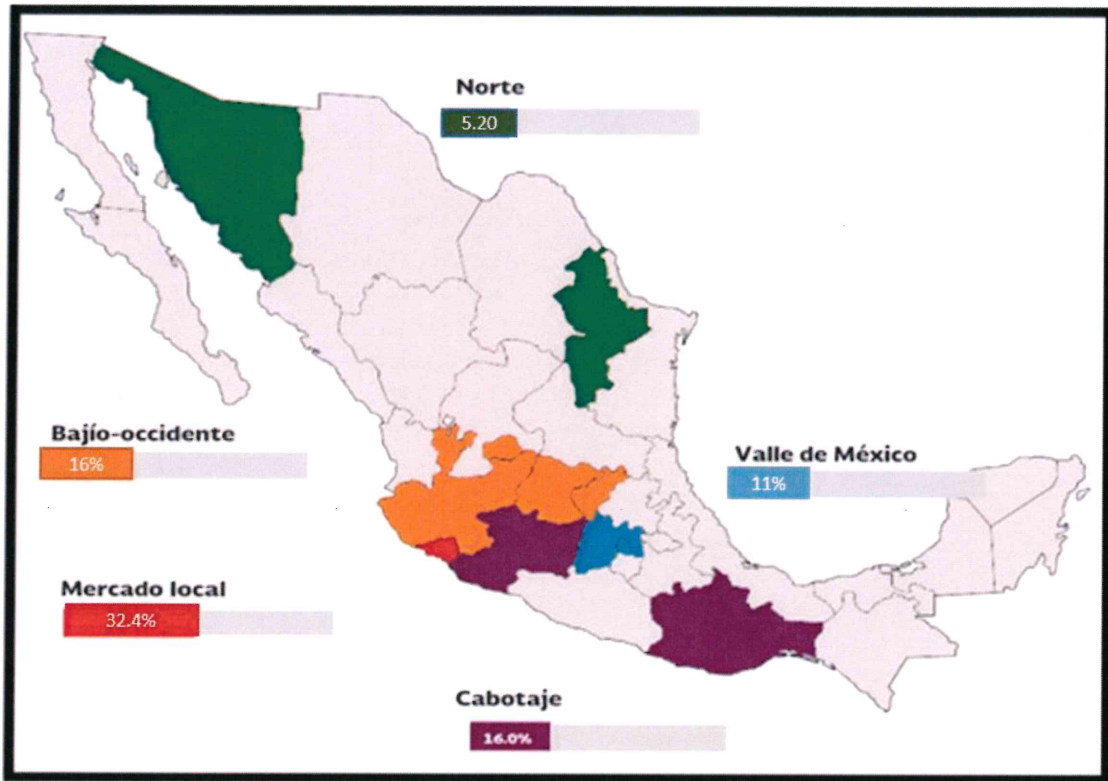 Norte
5.20
Bajío-occidente
16%
Valle de México
11%
Mercado local
32.4%
Cabotaje
16.0%